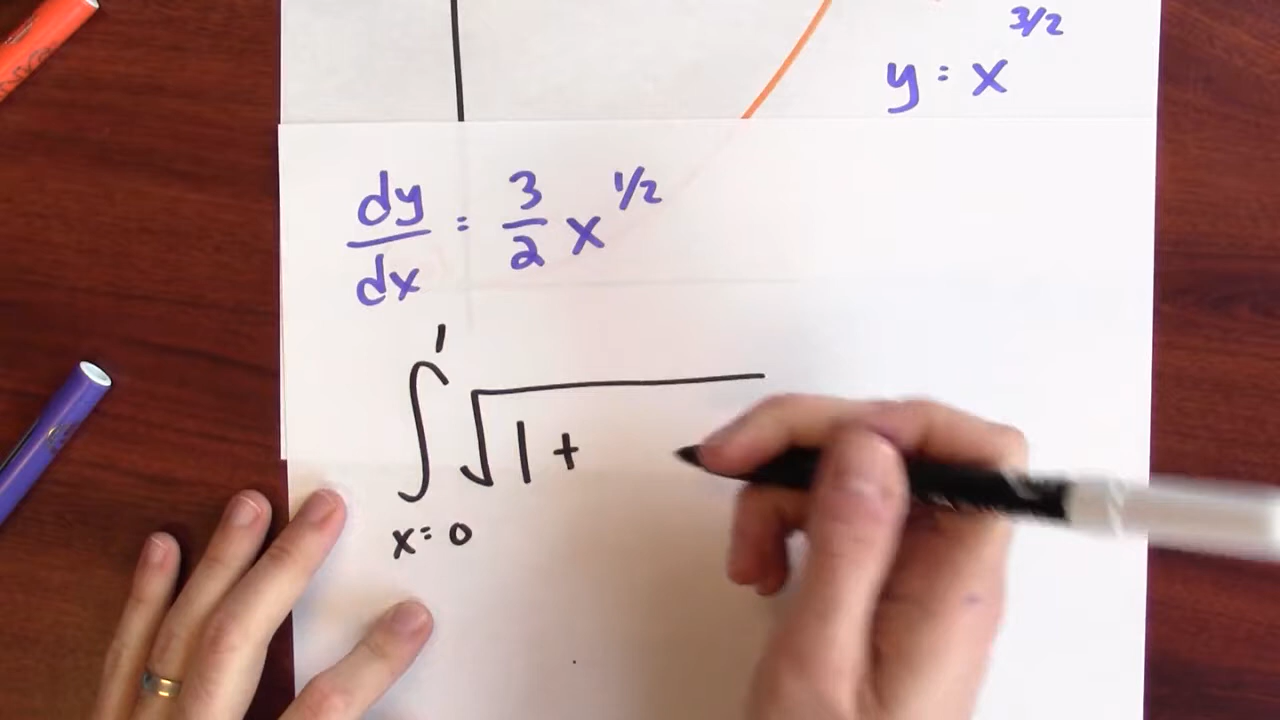 y = x^{3/2}
dy/dx = 3/2 x^{1/2}
∫_{x=0}^{1} √(1 +